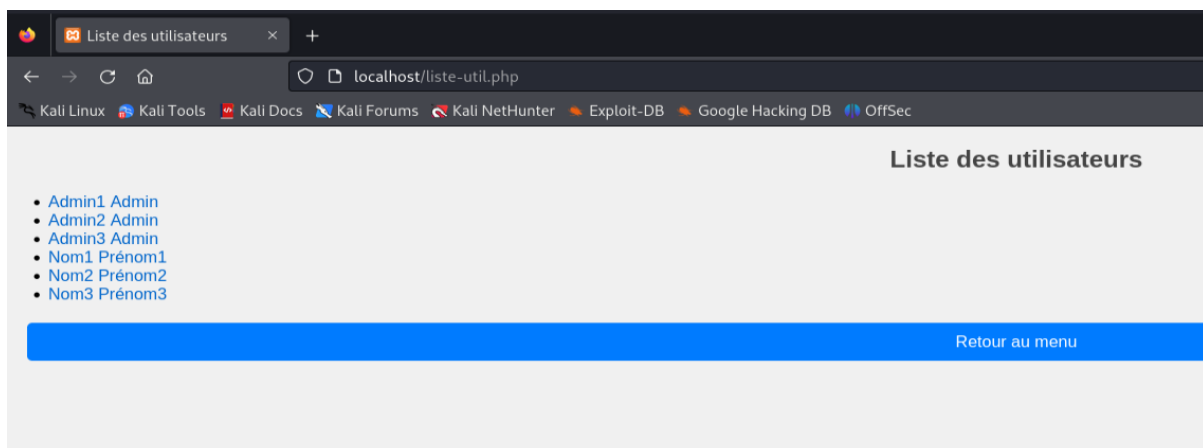 Liste des utilisateurs × +
localhost/liste-util.php
Kali Linux Kali Tools Kali Docs Kali Forums Kali NetHunter Exploit-DB Google Hacking DB OffSec
Liste des utilisateurs
• Admin1 Admin
• Admin2 Admin
• Admin3 Admin
• Nom1 Prénom1
• Nom2 Prénom2
• Nom3 Prénom3
Retour au menu